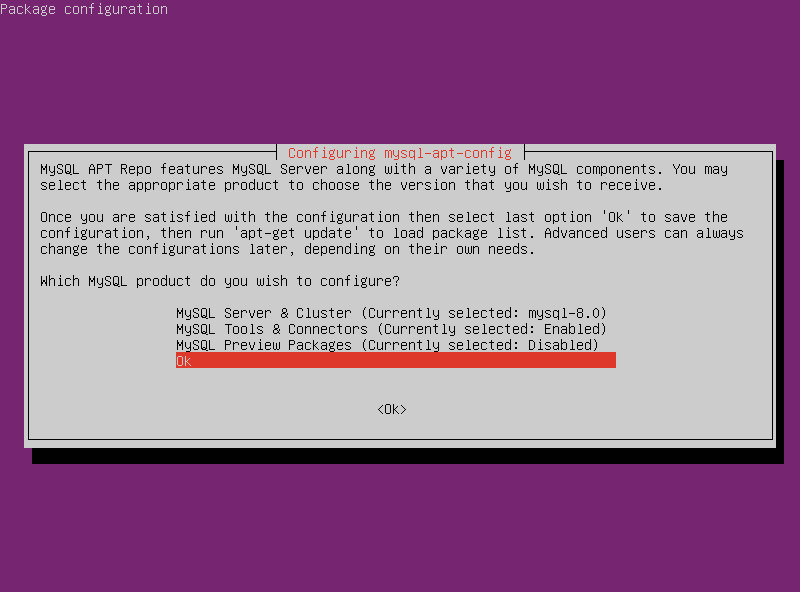 Package configuration
Configuring mysql-apt-config
MySQL APT Repo features MySQL Server along with a variety of MySQL components. You may
select the appropriate product to choose the version that you wish to receive.
Once you are satisfied with the configuration then select last option 'Ok' to save the
configuration, then run 'apt-get update' to load package list. Advanced users can always
change the configurations later, depending on their own needs.
Which MySQL product do you wish to configure?
MySQL Server & Cluster (Currently selected: mysql-8.0)
MySQL Tools & Connectors (Currently selected: Enabled)
MySQL Preview Packages (Currently selected: Disabled)
Ok
<Ok>